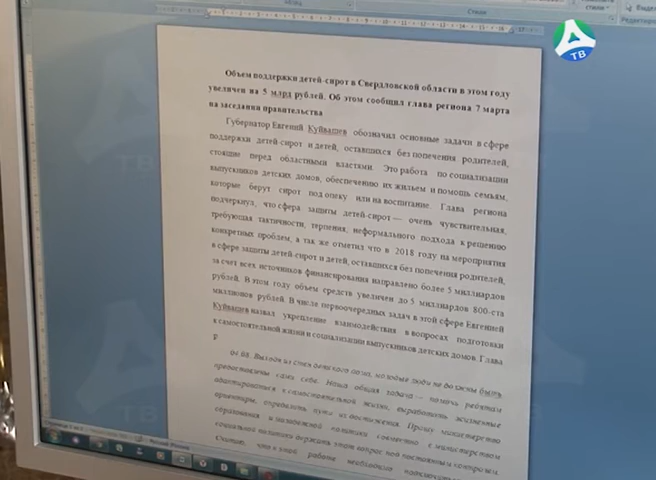 ТВ
Объем поддержки детей-сирот в Свердловской области в этом году
увеличен на 5 млрд рублей. Об этом сообщил глава региона 7 марта
на заседании правительства
Губернатор Евгений Куйвашев обозначил основные задачи в сфере
поддержки детей-сирот и детей, оставшихся без попечения родителей,
стоящие перед областными властями. Это работа по социализации
выпускников детских домов, обеспечению их жильем и помощь семьям,
которые берут сирот под опеку или на воспитание. Глава региона
подчеркнул, что сфера защиты детей-сирот — очень чувствительная,
требующая тактичности, терпения, неформального подхода к решению
конкретных проблем, а так же отметил что в 2018 году на мероприятия
в сфере защиты детей-сирот и детей, оставшихся без попечения родителей,
за счет всех источников финансирования направлено более 5 миллиардов
рублей. В этом году объем средств увеличен до 5 миллиардов 800-ста
миллионов рублей. В числе первоочередных задач в этой сфере Евгений
Куйвашев назвал укрепление взаимодействия в вопросах подготовки
к самостоятельной жизни и социализации выпускников детских домов. Глава
Р
Выходя из стен детского дома, молодые люди не должны быть
предоставлены сами себе. Наша общая задача — помочь ребятам
адаптироваться к самостоятельной жизни, выработать жизненные
ориентиры, определить пути их достижения. Прошу министерство
образования и молодежной политики совместно с министерством
социальной политики держать этот вопрос под постоянным контролем.
Считаю, что к этой работе необходимо